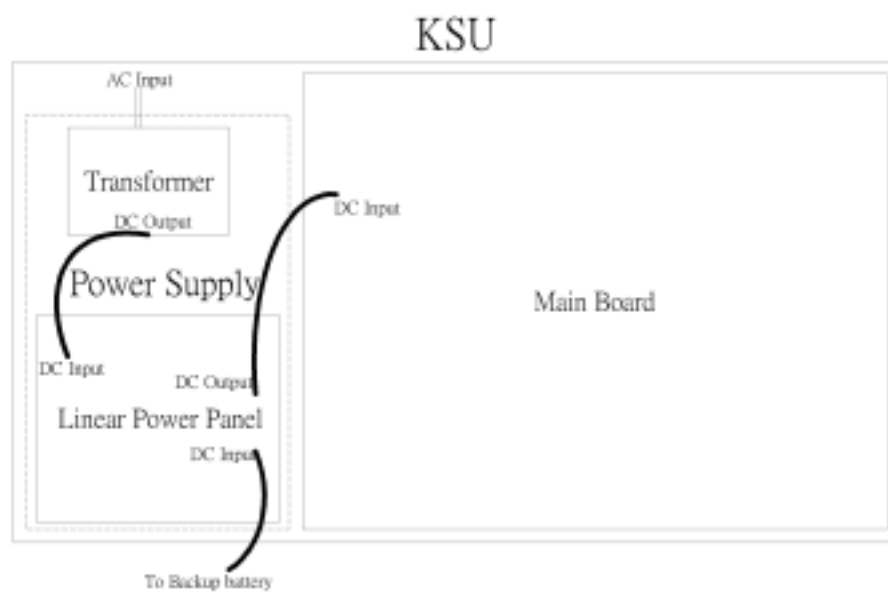 KSU
AC Input
Transformer
DC Output
DC Input
Power Supply
Main Board
DC Input
DC Output
Linear Power Panel
DC Input
To Backup battery